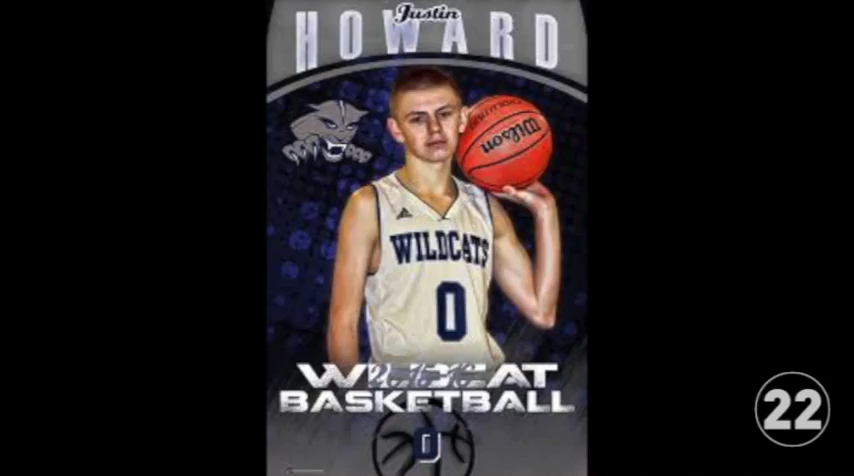 Justin
HOWARD
Wilson
WILDCATS
0
WILDCAT
BASKETBALL
0
22